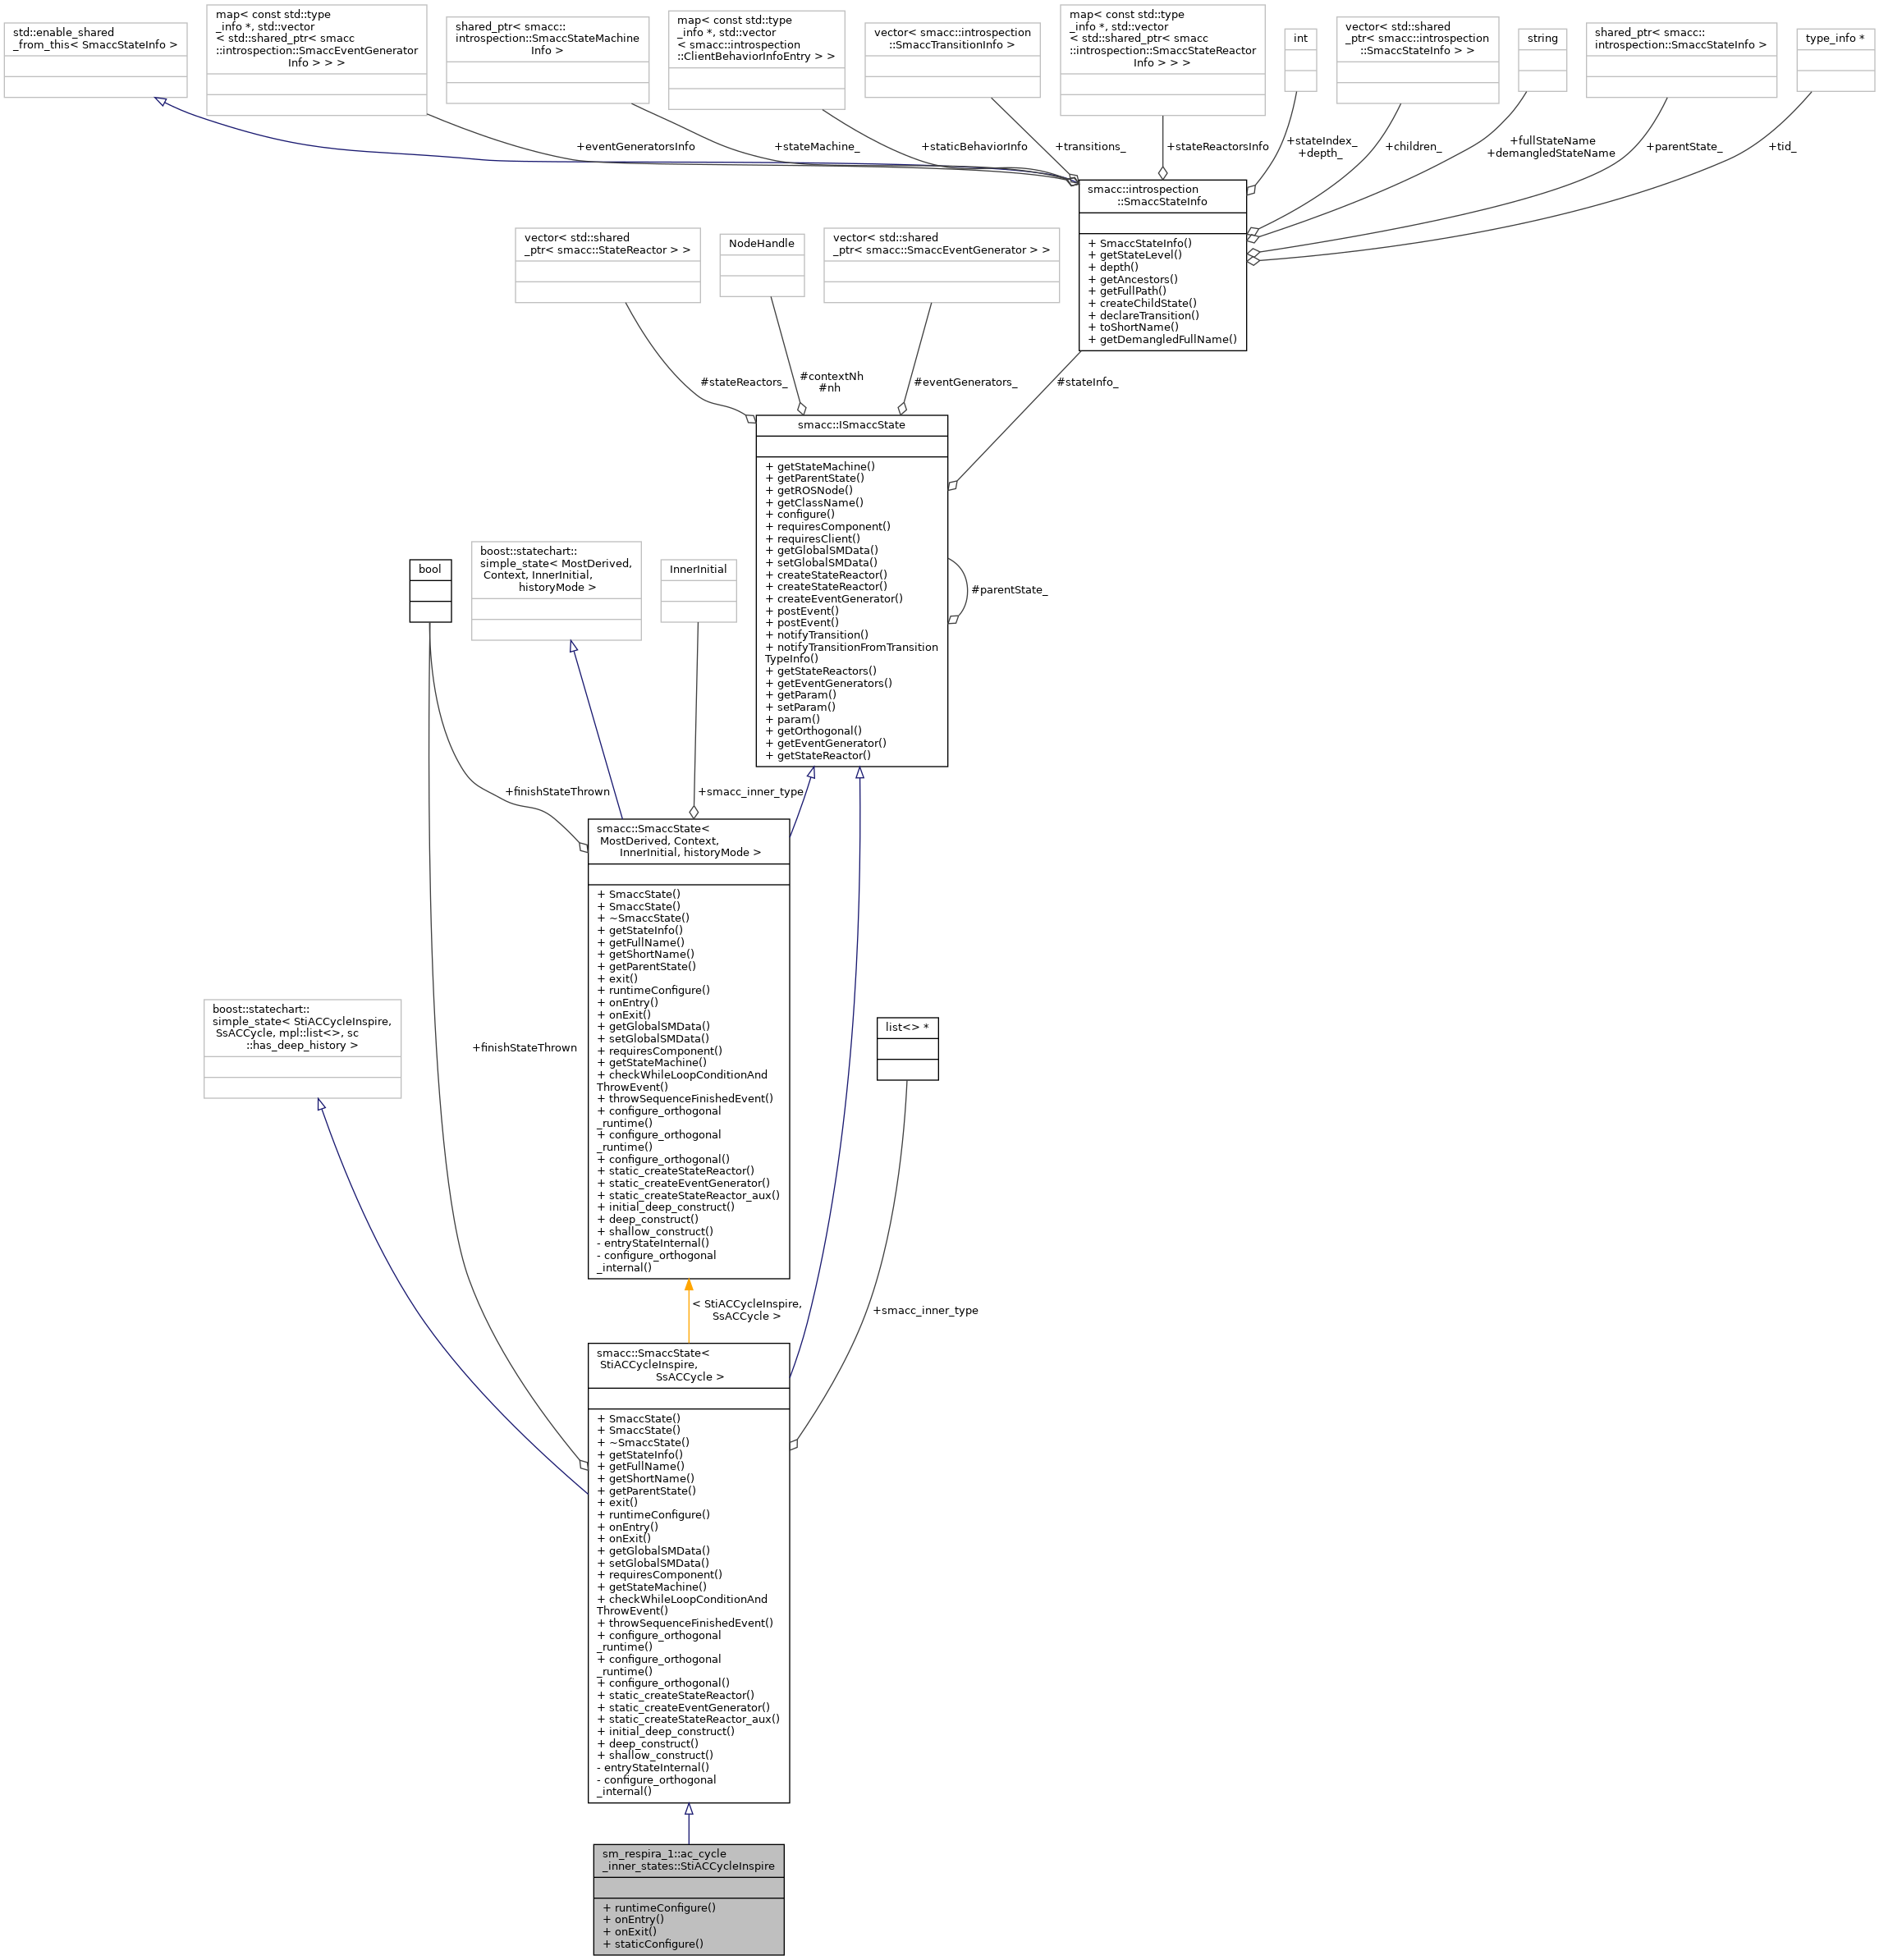 std::enable_shared
_from_this< SmaccStateInfo >
map< const std::type
_info *, std::vector
< std::shared_ptr< smacc
::introspection::SmaccEventGenerator
Info > > >
shared_ptr< smacc::
introspection::SmaccStateMachine
Info >
map< const std::type
_info *, std::vector
< smacc::introspection
::ClientBehaviorInfoEntry > >
vector< smacc::introspection
::SmaccTransitionInfo >
map< const std::type
_info *, std::vector
< std::shared_ptr< smacc
::introspection::SmaccStateReactor
Info > > >
int
vector< std::shared
_ptr< smacc::introspection
::SmaccStateInfo > >
string
shared_ptr< smacc::
introspection::SmaccStateInfo >
type_info *
+eventGeneratorsInfo
+stateMachine_
+staticBehaviorInfo
+transitions_
+stateReactorsInfo
+stateIndex_
+depth_
+children_
+fullStateName
+demangledStateName
+parentState_
+tid_
smacc::introspection
::SmaccStateInfo
+ SmaccStateInfo()
+ getStateLevel()
+ depth()
+ getAncestors()
+ getFullPath()
+ createChildState()
+ declareTransition()
+ toShortName()
+ getDemangledFullName()
vector< std::shared
_ptr< smacc::StateReactor > >
NodeHandle
vector< std::shared
_ptr< smacc::SmaccEventGenerator > >
#stateReactors_
#contextNh
#nh
#eventGenerators_
#stateInfo_
smacc::ISmaccState
+ getStateMachine()
+ getParentState()
+ getROSNode()
+ getClassName()
+ configure()
+ requiresComponent()
+ requiresClient()
+ getGlobalSMData()
+ setGlobalSMData()
+ createStateReactor()
+ createStateReactor()
+ createEventGenerator()
+ postEvent()
+ postEvent()
+ notifyTransition()
+ notifyTransitionFromTransition
TypeInfo()
+ getStateReactors()
+ getEventGenerators()
+ getParam()
+ setParam()
+ param()
+ getOrthogonal()
+ getEventGenerator()
+ getStateReactor()
#parentState_
bool
boost::statechart::
simple_state< MostDerived,
Context, InnerInitial,
historyMode >
InnerInitial
+finishStateThrown
+smacc_inner_type
smacc::SmaccState<
MostDerived, Context,
InnerInitial, historyMode >
+ SmaccState()
+ SmaccState()
+ ~SmaccState()
+ getStateInfo()
+ getFullName()
+ getShortName()
+ getParentState()
+ exit()
+ runtimeConfigure()
+ onEntry()
+ onExit()
+ getGlobalSMData()
+ setGlobalSMData()
+ requiresComponent()
+ getStateMachine()
+ checkWhileLoopConditionAnd
ThrowEvent()
+ throwSequenceFinishedEvent()
+ configure_orthogonal
_runtime()
+ configure_orthogonal
_runtime()
+ configure_orthogonal()
+ static_createStateReactor()
+ static_createEventGenerator()
+ static_createStateReactor_aux()
+ initial_deep_construct()
+ deep_construct()
+ shallow_construct()
- entryStateInternal()
- configure_orthogonal
_internal()
boost::statechart::
simple_state< StiACCycleInspire,
SsACCycle, mpl::list<>, sc
::has_deep_history >
+finishStateThrown
list<> *
< StiACCycleInspire,
SsACCycle >
+smacc_inner_type
smacc::SmaccState<
StiACCycleInspire,
SsACCycle >
+ SmaccState()
+ SmaccState()
+ ~SmaccState()
+ getStateInfo()
+ getFullName()
+ getShortName()
+ getParentState()
+ exit()
+ runtimeConfigure()
+ onEntry()
+ onExit()
+ getGlobalSMData()
+ setGlobalSMData()
+ requiresComponent()
+ getStateMachine()
+ checkWhileLoopConditionAnd
ThrowEvent()
+ throwSequenceFinishedEvent()
+ configure_orthogonal
_runtime()
+ configure_orthogonal
_runtime()
+ configure_orthogonal()
+ static_createStateReactor()
+ static_createEventGenerator()
+ static_createStateReactor_aux()
+ initial_deep_construct()
+ deep_construct()
+ shallow_construct()
- entryStateInternal()
- configure_orthogonal
_internal()
sm_respira_1::ac_cycle
_inner_states::StiACCycleInspire
+ runtimeConfigure()
+ onEntry()
+ onExit()
+ staticConfigure()